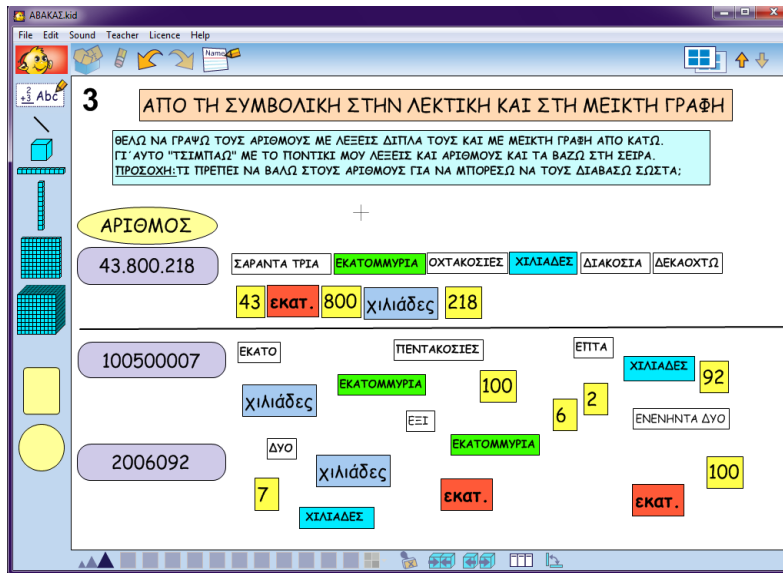 ΑΒΑΚΑΣ.kid
File Edit Sound Teacher Licence Help
Name
2
+3 Abc
3
ΑΠΟ ΤΗ ΣΥΜΒΟΛΙΚΗ ΣΤΗΝ ΛΕΚΤΙΚΗ ΚΑΙ ΣΤΗ ΜΕΙΚΤΗ ΓΡΑΦΗ
ΘΕΛΩ ΝΑ ΓΡΑΨΩ ΤΟΥΣ ΑΡΙΘΜΟΥΣ ΜΕ ΛΕΞΕΙΣ ΔΙΠΛΑ ΤΟΥΣ ΚΑΙ ΜΕ ΜΕΙΚΤΗ ΓΡΑΦΗ ΑΠΟ ΚΑΤΩ.
ΓΙ΄ΑΥΤΟ "ΤΣΙΜΠΑΩ" ΜΕ ΤΟ ΠΟΝΤΙΚΙ ΜΟΥ ΛΕΞΕΙΣ ΚΑΙ ΑΡΙΘΜΟΥΣ ΚΑΙ ΤΑ ΒΑΖΩ ΣΤΗ ΣΕΙΡΑ.
ΠΡΟΣΟΧΗ:ΤΙ ΠΡΕΠΕΙ ΝΑ ΒΑΛΩ ΣΤΟΥΣ ΑΡΙΘΜΟΥΣ ΓΙΑ ΝΑ ΜΠΟΡΕΣΩ ΝΑ ΤΟΥΣ ΔΙΑΒΑΣΩ ΣΩΣΤΑ;
ΑΡΙΘΜΟΣ
43.800.218 ΣΑΡΑΝΤΑ ΤΡΙΑ ΕΚΑΤΟΜΜΥΡΙΑ ΟΧΤΑΚΟΣΙΕΣ ΧΙΛΙΑΔΕΣ ΔΙΑΚΟΣΙΑ ΔΕΚΑΟΧΤΩ
43 εκατ. 800 χιλιάδες 218
100500007 ΕΚΑΤΟ ΠΕΝΤΑΚΟΣΙΕΣ ΕΠΤΑ
ΧΙΛΙΑΔΕΣ 92
χιλιάδες ΕΚΑΤΟΜΜΥΡΙΑ 100 2
ΕΞΙ 6 ΕΝΕΝΗΝΤΑ ΔΥΟ
2006092 ΔΥΟ ΕΚΑΤΟΜΜΥΡΙΑ
χιλιάδες 100
7 εκατ. εκατ.
ΧΙΛΙΑΔΕΣ